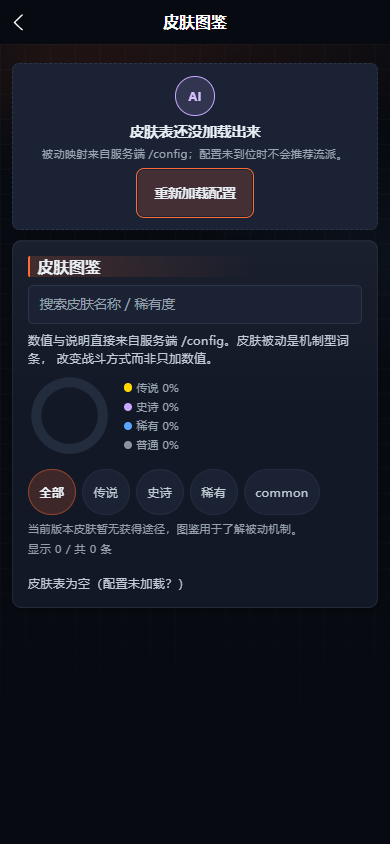 皮肤图鉴
AI
皮肤表还没加载出来
被动映射来自服务端 /config；配置未到位时不会推荐流派。
重新加载配置
皮肤图鉴
搜索皮肤名称 / 稀有度
数值与说明直接来自服务端 /config。皮肤被动是机制型词
条， 改变战斗方式而非只加数值。
传说 0%
史诗 0%
稀有 0%
普通 0%
全部
传说
史诗
稀有
common
当前版本皮肤暂无获得途径，图鉴用于了解被动机制。
显示 0 / 共 0 条
皮肤表为空（配置未加载？）